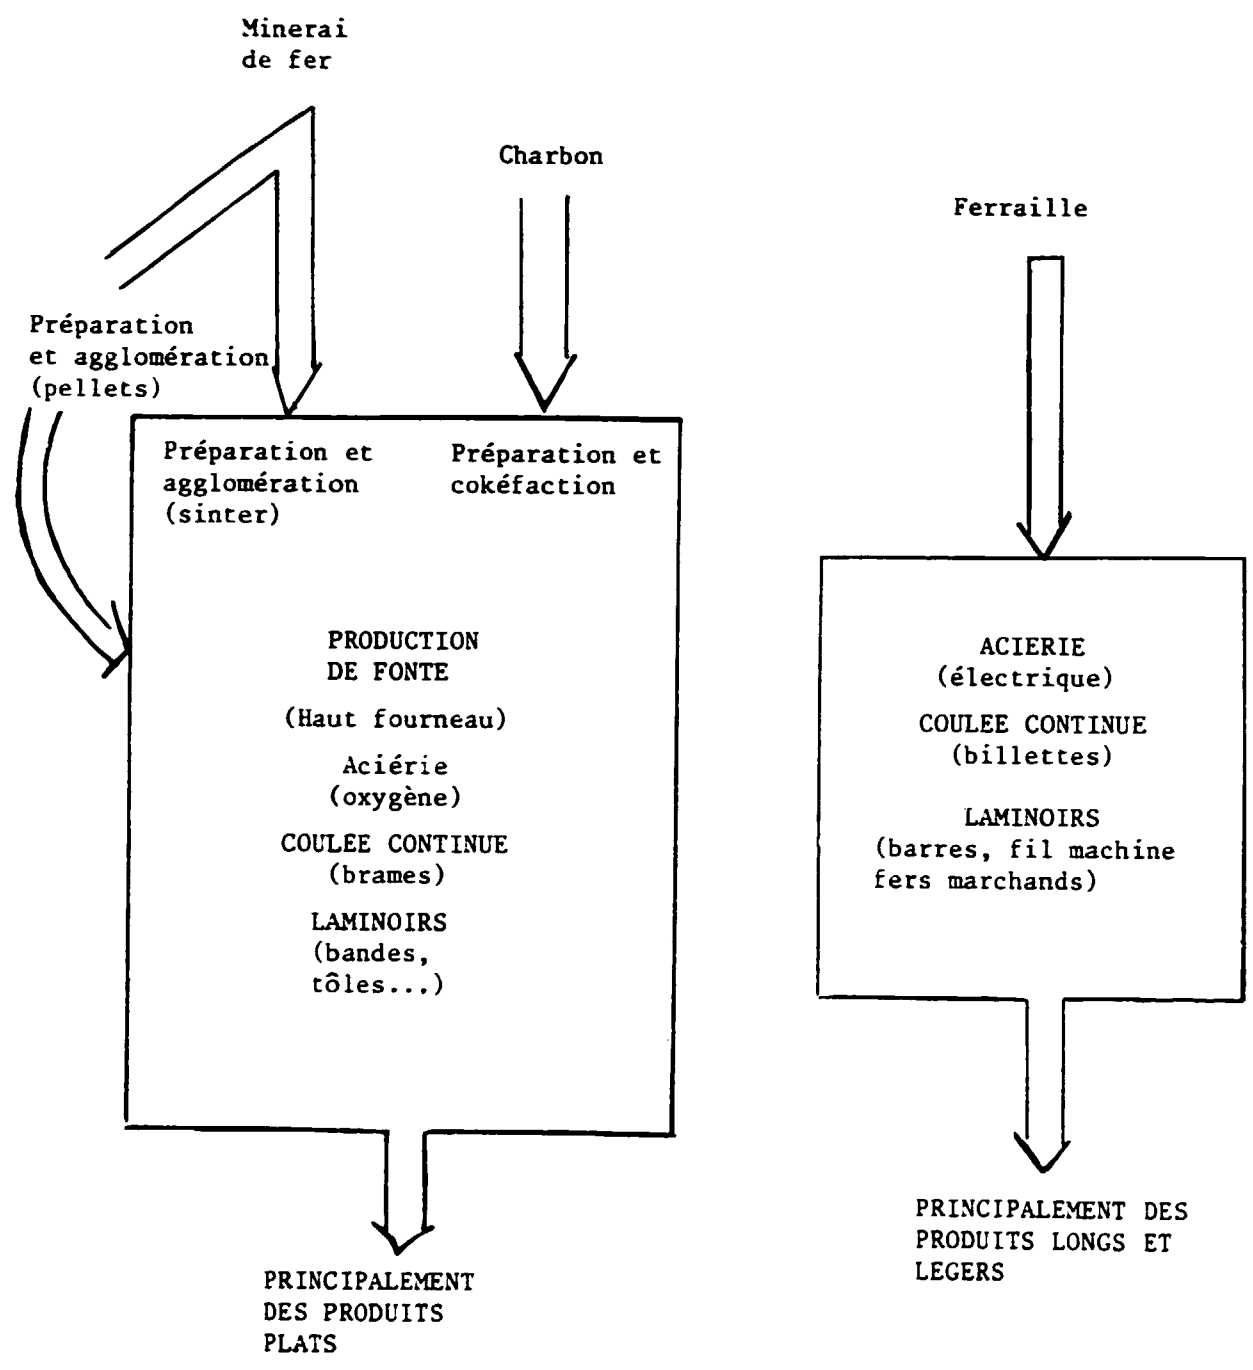 Minerai
de fer
Charbon
Ferraille
Préparation
et agglomération
(pellets)
Préparation et
agglomération
(sinter)
Préparation et
cokéfaction
PRODUCTION
DE FONTE
(Haut fourneau)
Aciérie
(oxygène)
COULEE CONTINUE
(brames)
LAMINOIRS
(bandes,
tôles...)
PRINCIPALEMENT
DES PRODUITS
PLATS
ACIERIE
(électrique)
COULEE CONTINUE
(billettes)
LAMINOIRS
(barres, fil machine
fers marchands)
PRINCIPALEMENT DES
PRODUITS LONGS ET
LEGERS